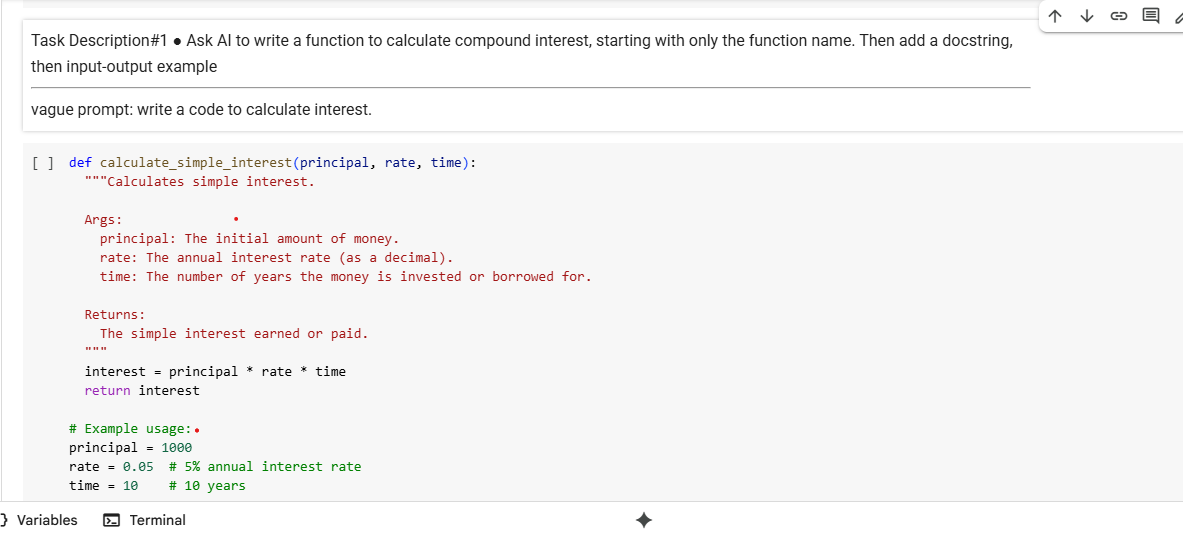 Task Description#1 ● Ask AI to write a function to calculate compound interest, starting with only the function name. Then add a docstring,
then input-output example
vague prompt: write a code to calculate interest.
[ ] def calculate_simple_interest(principal, rate, time):
"""Calculates simple interest.
Args:
principal: The initial amount of money.
rate: The annual interest rate (as a decimal).
time: The number of years the money is invested or borrowed for.
Returns:
The simple interest earned or paid.
"""
interest = principal * rate * time
return interest
# Example usage:
principal = 1000
rate = 0.05  # 5% annual interest rate
time = 10    # 10 years
Variables Terminal